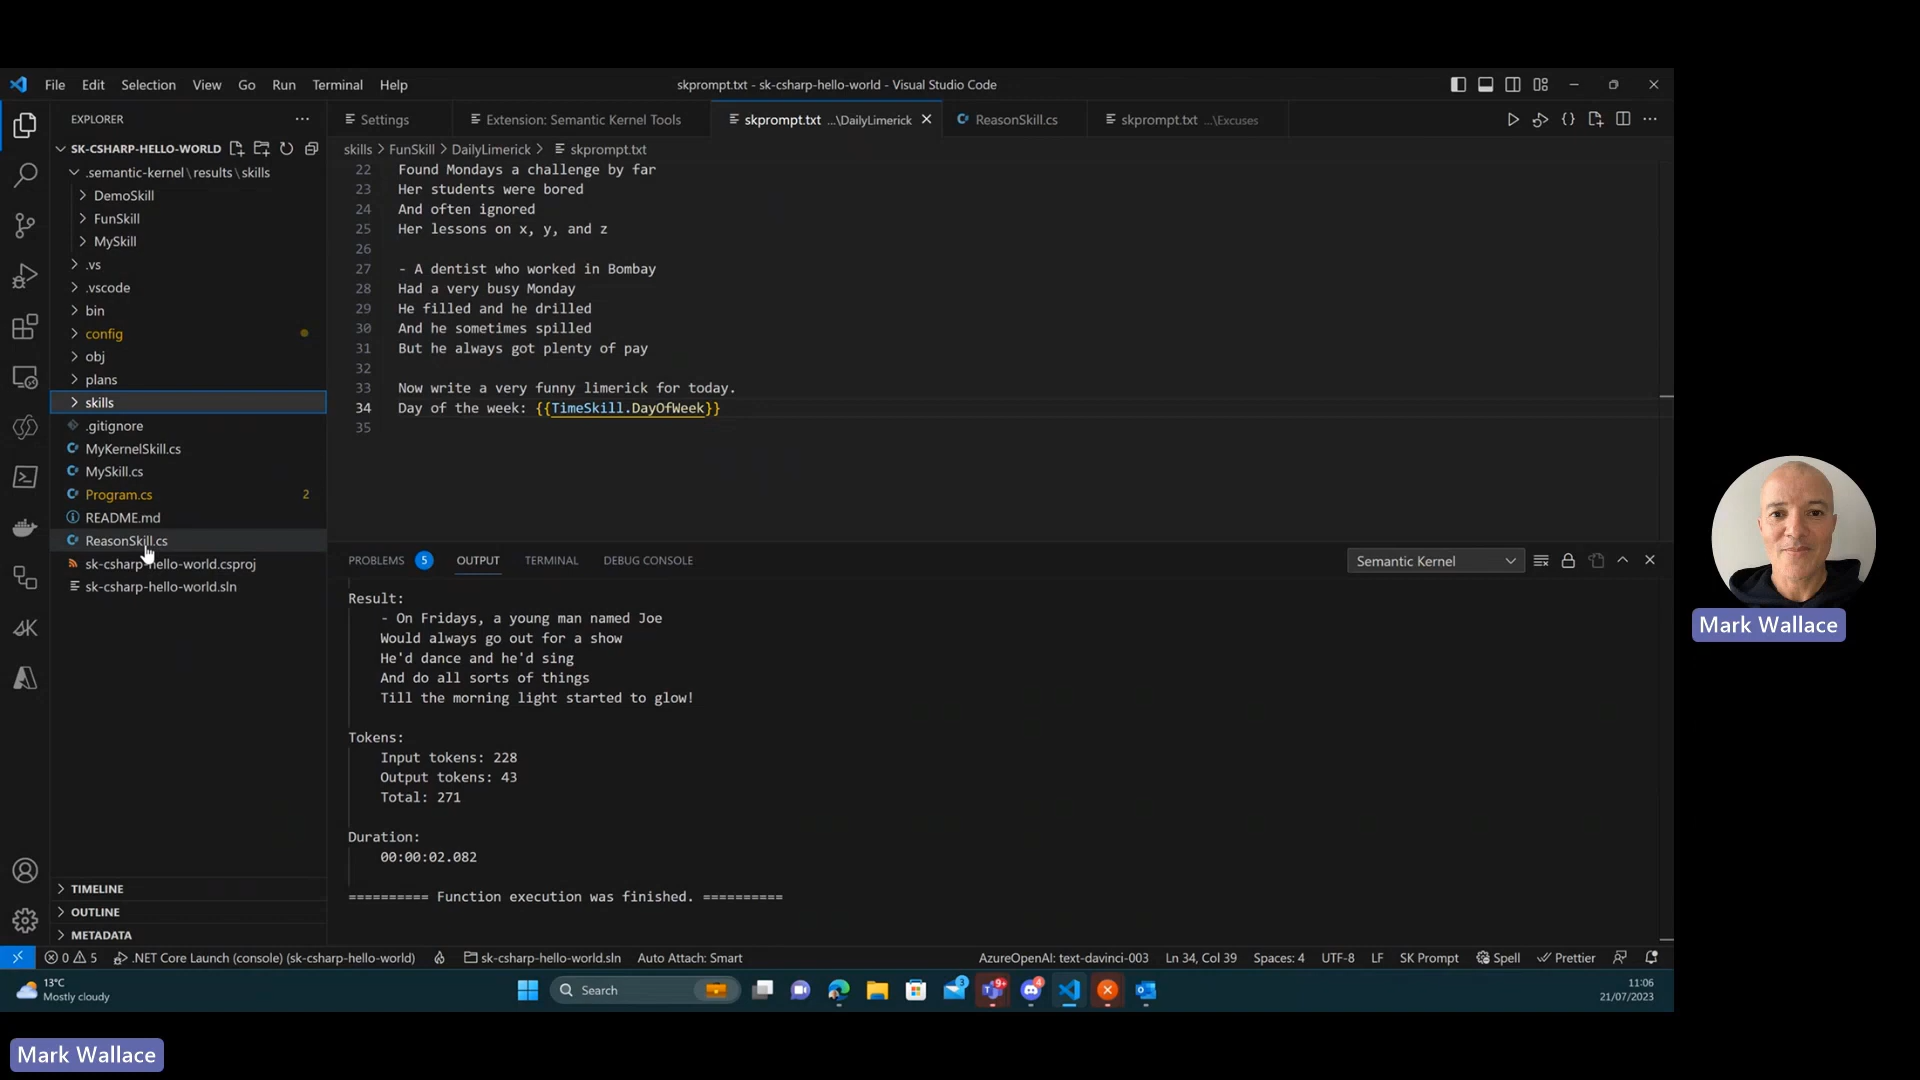 File Edit Selection View Go Run Terminal Help
skprompt.txt - sk-csharp-hello-world - Visual Studio Code
EXPLORER
SK-CSHARP-HELLO-WORLD
.semantic-kernel\results\skills
DemoSkill
FunSkill
MySkill
.vs
.vscode
bin
config
obj
plans
skills
.gitignore
MyKernelSkill.cs
MySkill.cs
Program.cs 2
README.md
ReasonSkill.cs
sk-csharp-hello-world.csproj
sk-csharp-hello-world.sln
TIMELINE
OUTLINE
METADATA
Settings
Extension: Semantic Kernel Tools
skprompt.txt ...\DailyLimerick
ReasonSkill.cs
skprompt.txt ...\Excuses
skills > FunSkill > DailyLimerick > skprompt.txt
22 Found Mondays a challenge by far
23 Her students were bored
24 And often ignored
25 Her lessons on x, y, and z
26
27 - A dentist who worked in Bombay
28 Had a very busy Monday
29 He filled and he drilled
30 And he sometimes spilled
31 But he always got plenty of pay
32
33 Now write a very funny limerick for today.
34 Day of the week: {{TimeSkill.DayOfWeek}}
35
PROBLEMS 5 OUTPUT TERMINAL DEBUG CONSOLE
Semantic Kernel
Result:
- On Fridays, a young man named Joe
Would always go out for a show
He'd dance and he'd sing
And do all sorts of things
Till the morning light started to glow!
Tokens:
Input tokens: 228
Output tokens: 43
Total: 271
Duration:
00:00:02.082
========== Function execution was finished. ==========
0 5 .NET Core Launch (console) (sk-csharp-hello-world) sk-csharp-hello-world.sln Auto Attach: Smart
AzureOpenAI: text-davinci-003 Ln 34, Col 39 Spaces: 4 UTF-8 LF SK Prompt Spell Prettier
13°C
Mostly cloudy
Search
11:06
21/07/2023
Mark Wallace
Mark Wallace